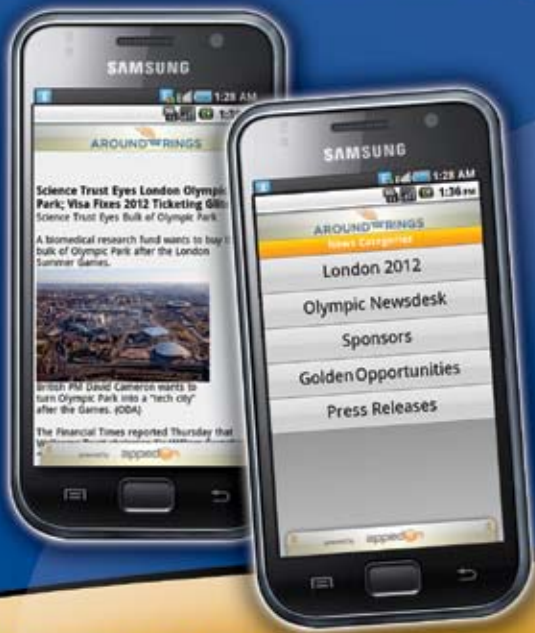 SAMSUNG
1:28 AM
AROUND THE RINGS
Science Trust Eyes London Olympic
Park; Visa Fixes 2012 Ticketing
Science Trust Eyes Bulk of Olympic Park
A biomedical research fund wants to buy
bulk of Olympic Park after the London
Summer Games.
British PM David Cameron wants to
turn Olympic Park into a "tech city"
after the Games. (ODA)
The Financial Times reported Thursday that
powered by appedon
SAMSUNG
1:28 AM
1:36 PM
AROUND THE RINGS
News Categories
London 2012
Olympic Newsdesk
Sponsors
Golden Opportunities
Press Releases
powered by appedon